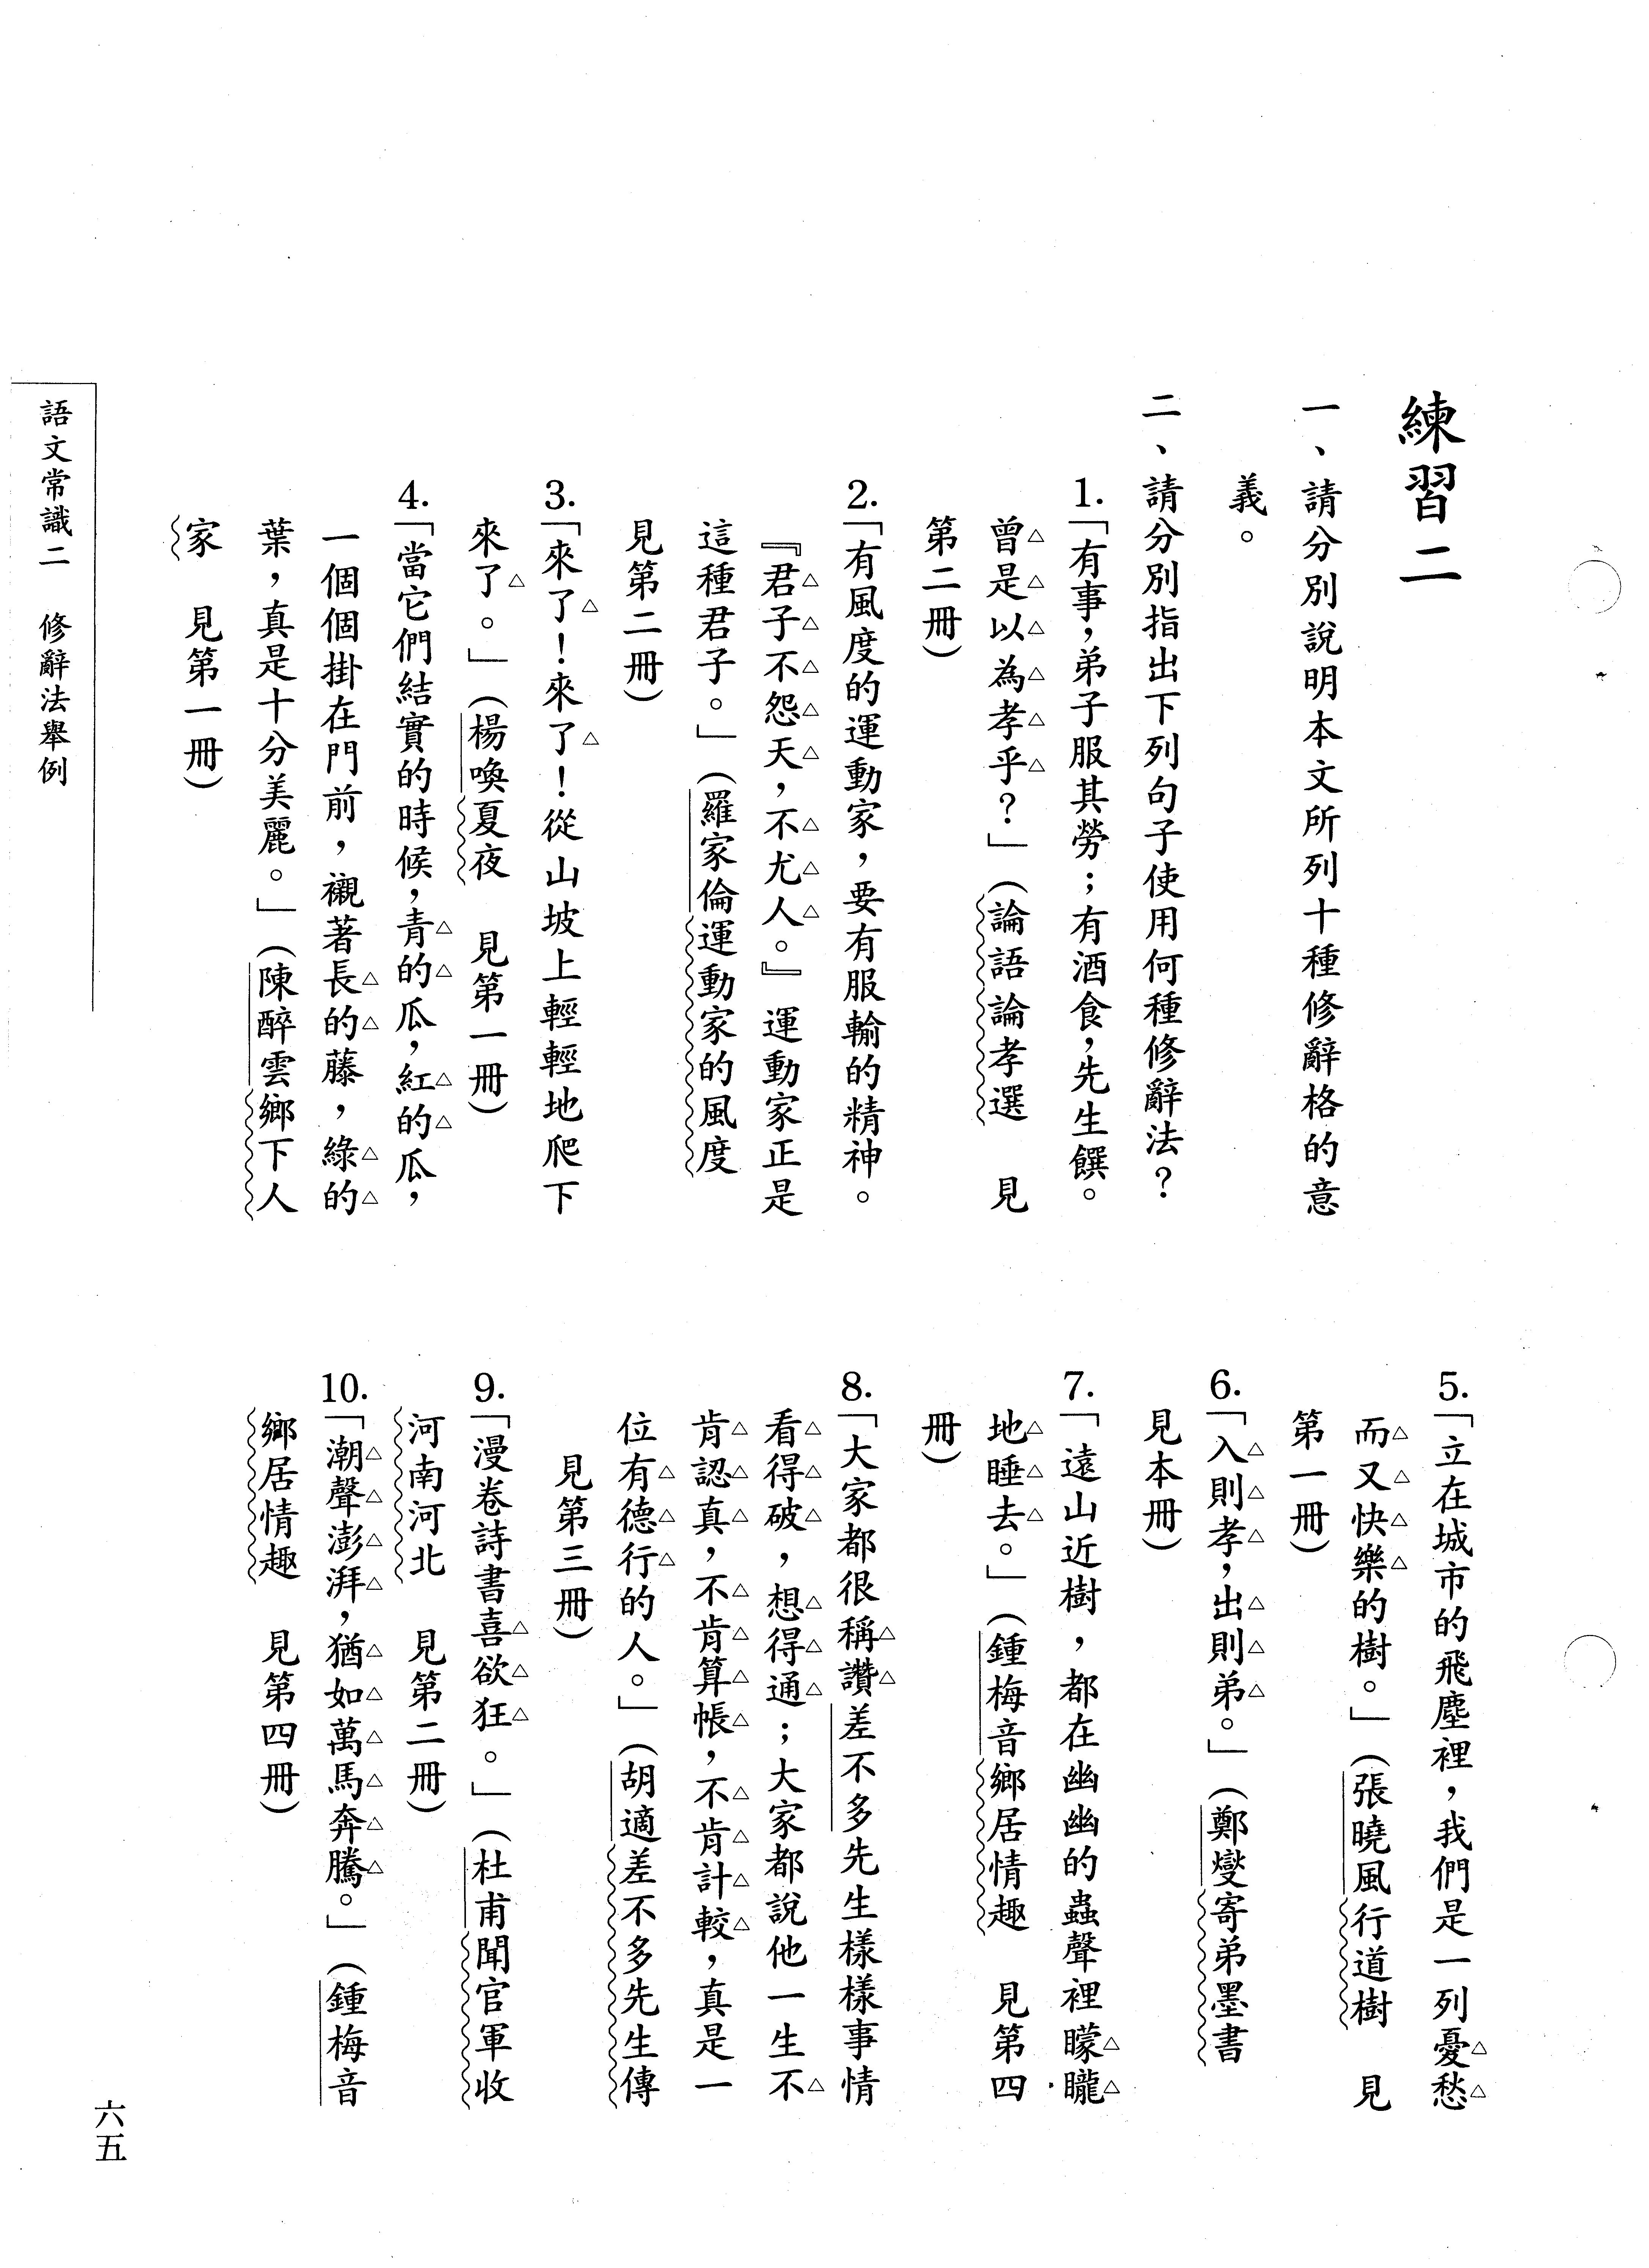 練習二
一、請分別說明本文所列十種修辭格的意
義。
二、請分別指出下列句子使用何種修辭法？
1.「有事，弟子服其勞；有酒食，先生饌。
曾是以為孝乎？」（論語論孝選　見
第二冊）
2.「有風度的運動家，要有服輸的精神。
『君子不怨天，不尤人。』運動家正是
這種君子。」（羅家倫運動家的風度
見第二冊）
3.「來了！來了！從山坡上輕輕地爬下
來了。」（楊喚夏夜　見第一冊）
4.「當它們結實的時候，青的瓜，紅的瓜，
一個個掛在門前，襯著長的藤，綠的
葉，真是十分美麗。」（陳醉雲鄉下人
家　見第一冊）
5.「立在城市的飛塵裡，我們是一列憂愁
而又快樂的樹。」（張曉風行道樹　見
第一冊）
6.「入則孝，出則弟。」（鄭燮寄弟墨書
見本冊）
7.「遠山近樹，都在幽幽的蟲聲裡矇矓
地睡去。」（鍾梅音鄉居情趣　見第四
冊）
8.「大家都很稱讚差不多先生樣樣事情
看得破，想得通；大家都說他一生不
肯認真，不肯算帳，不肯計較，真是一
位有德行的人。」（胡適差不多先生傳
見第三冊）
9.「漫卷詩書喜欲狂。」（杜甫聞官軍收
河南河北　見第二冊）
10.「潮聲澎湃，猶如萬馬奔騰。」（鍾梅音
鄉居情趣　見第四冊）
語文常識二　修辭法舉例
六五